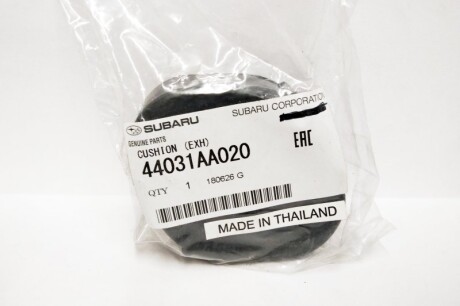 SUBARU
SUBARU CORPORATION
GENUINE PARTS
CUSHION (EXH)
44031AA020
EAC
QTY 1 180626 G
MADE IN THAILAND